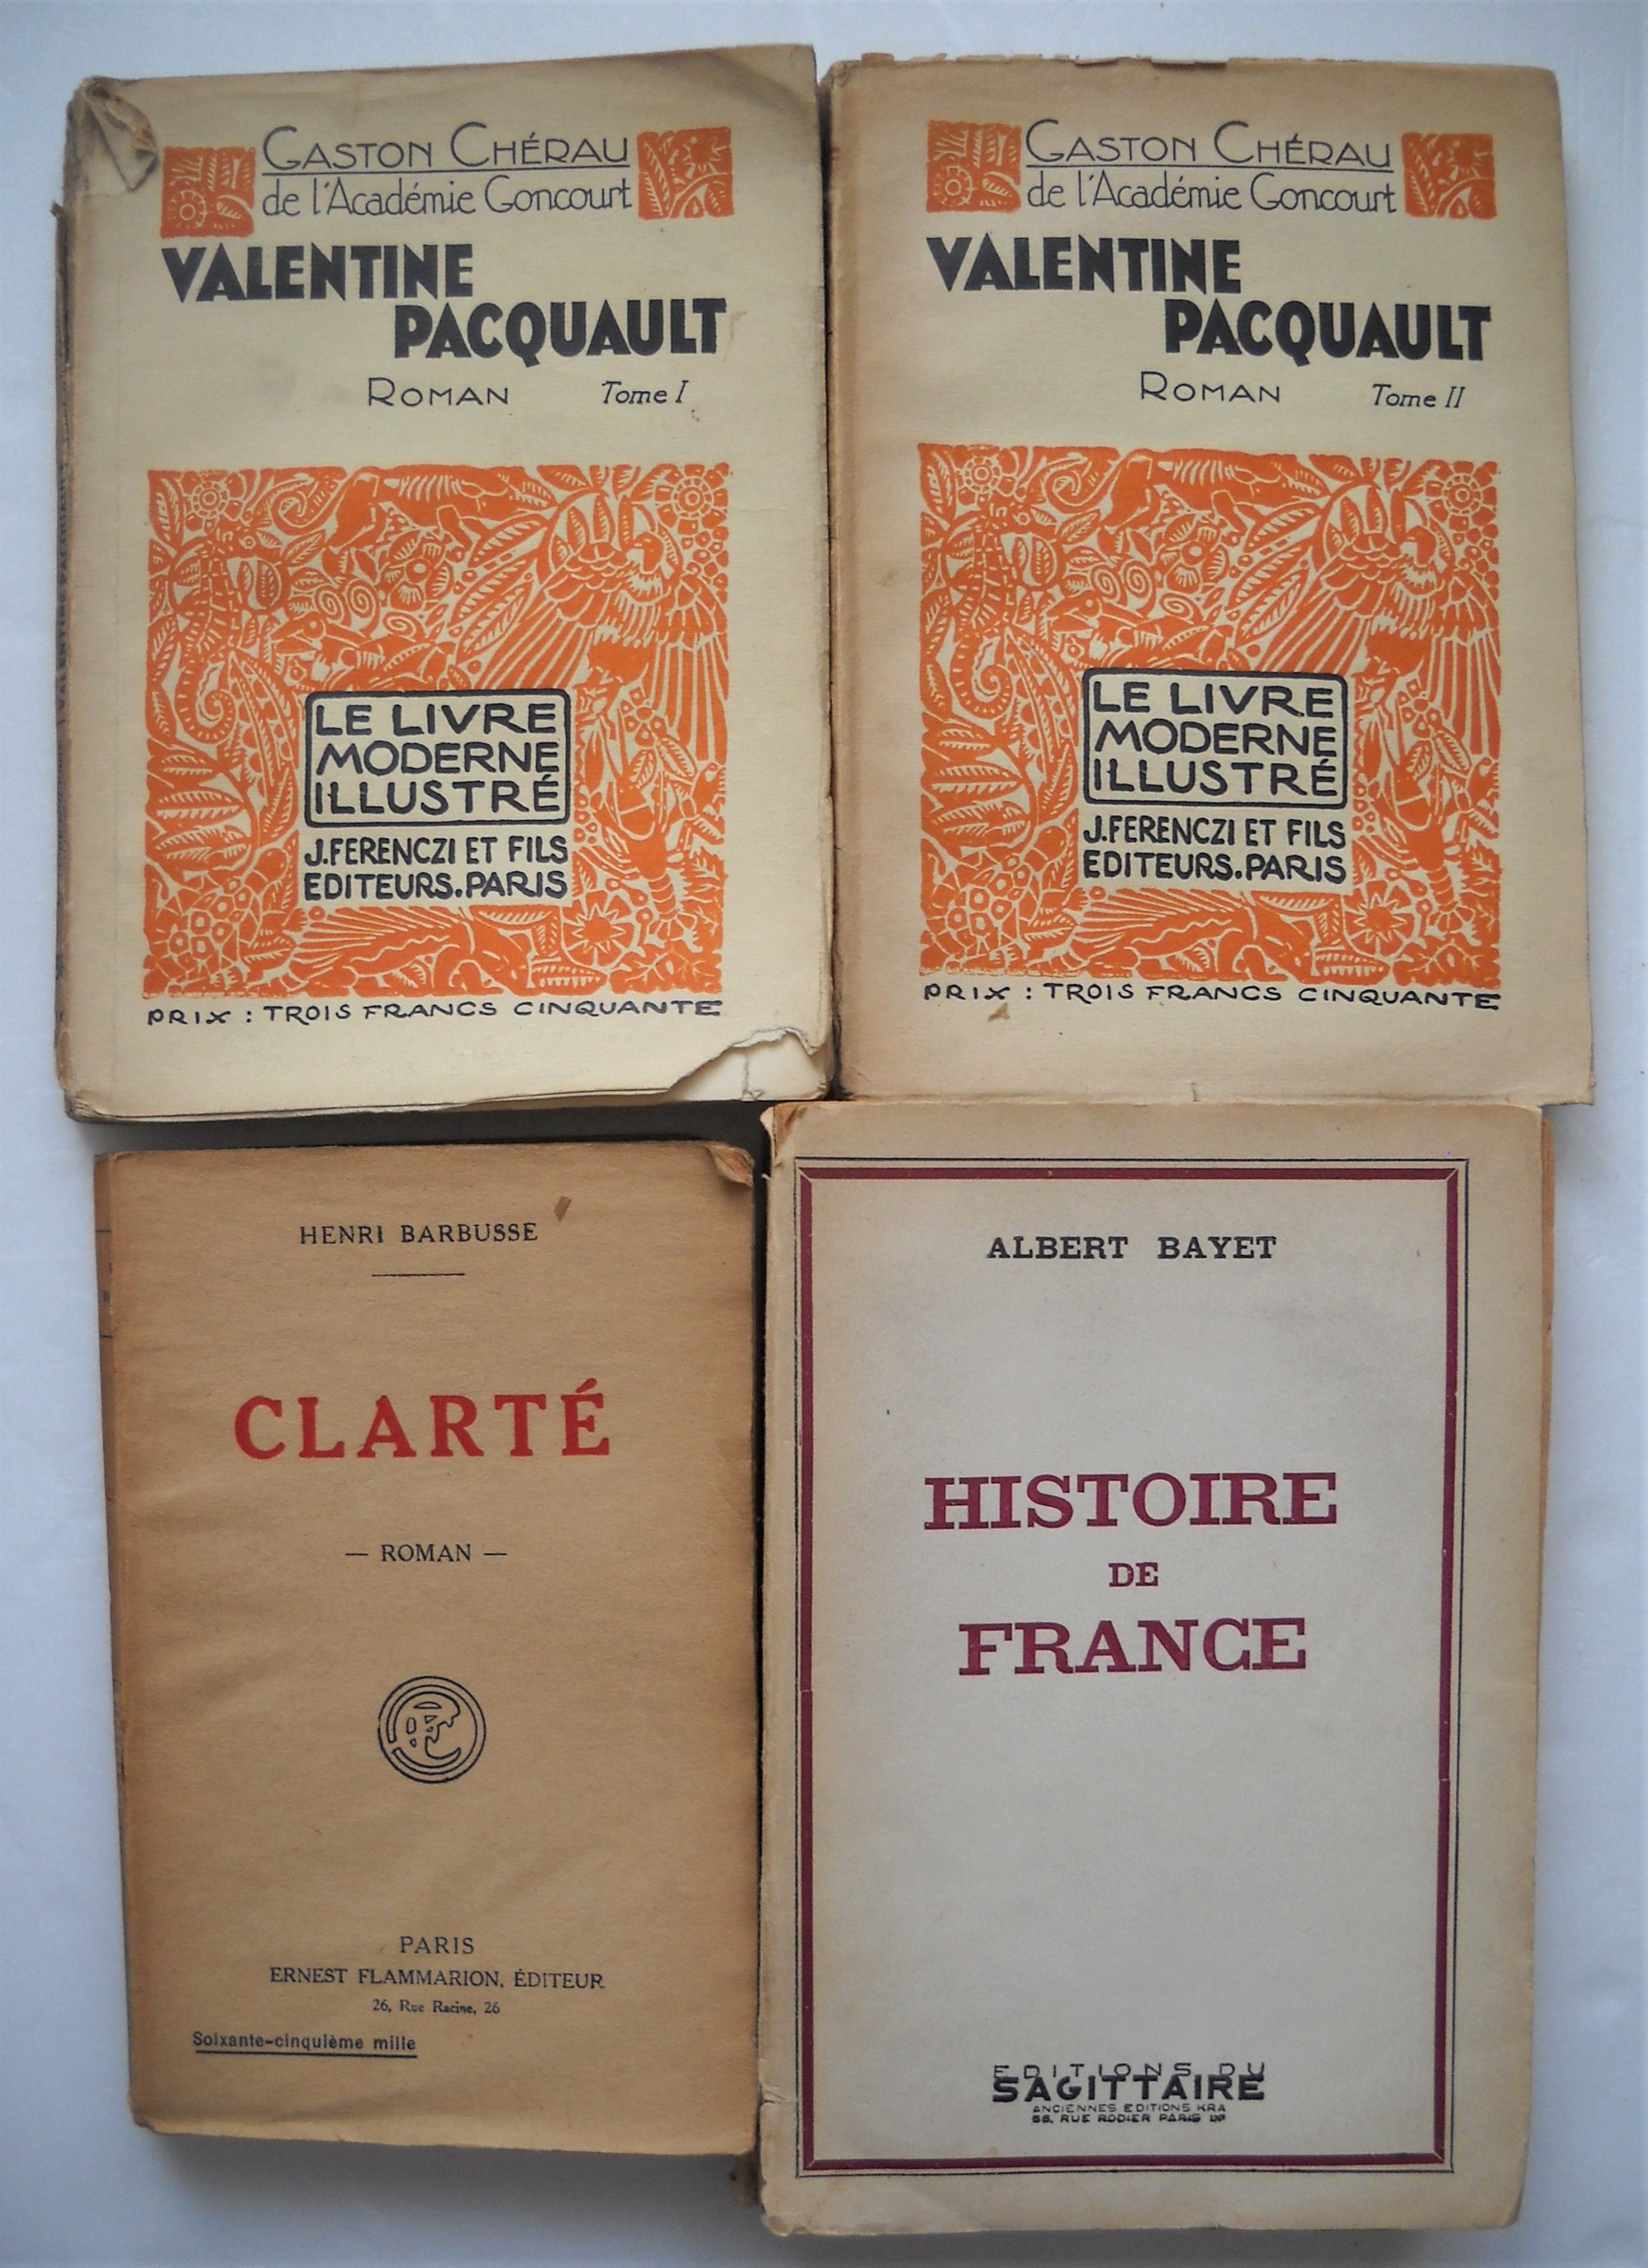 GASTON CHÉRAU
de l'Académie Goncourt
VALENTINE
PACQUAULT
ROMAN Tome I
LE LIVRE
MODERNE
ILLUSTRÉ
J. FERENCZI ET FILS
EDITEURS. PARIS
PRIX : TROIS FRANCS CINQUANTE
GASTON CHÉRAU
de l'Académie Goncourt
VALENTINE
PACQUAULT
ROMAN Tome II
LE LIVRE
MODERNE
ILLUSTRÉ
J. FERENCZI ET FILS
EDITEURS. PARIS
PRIX : TROIS FRANCS CINQUANTE
HENRI BARBUSSE
CLARTÉ
— ROMAN —
PARIS
ERNEST FLAMMARION, ÉDITEUR
26, Rue Racine, 26
Soixante-cinquième mille
ALBERT BAYET
HISTOIRE
DE
FRANCE
EDITIONS DU
SAGITTAIRE
ANCIENNES EDITIONS KRA
RUE RODIER PARIS